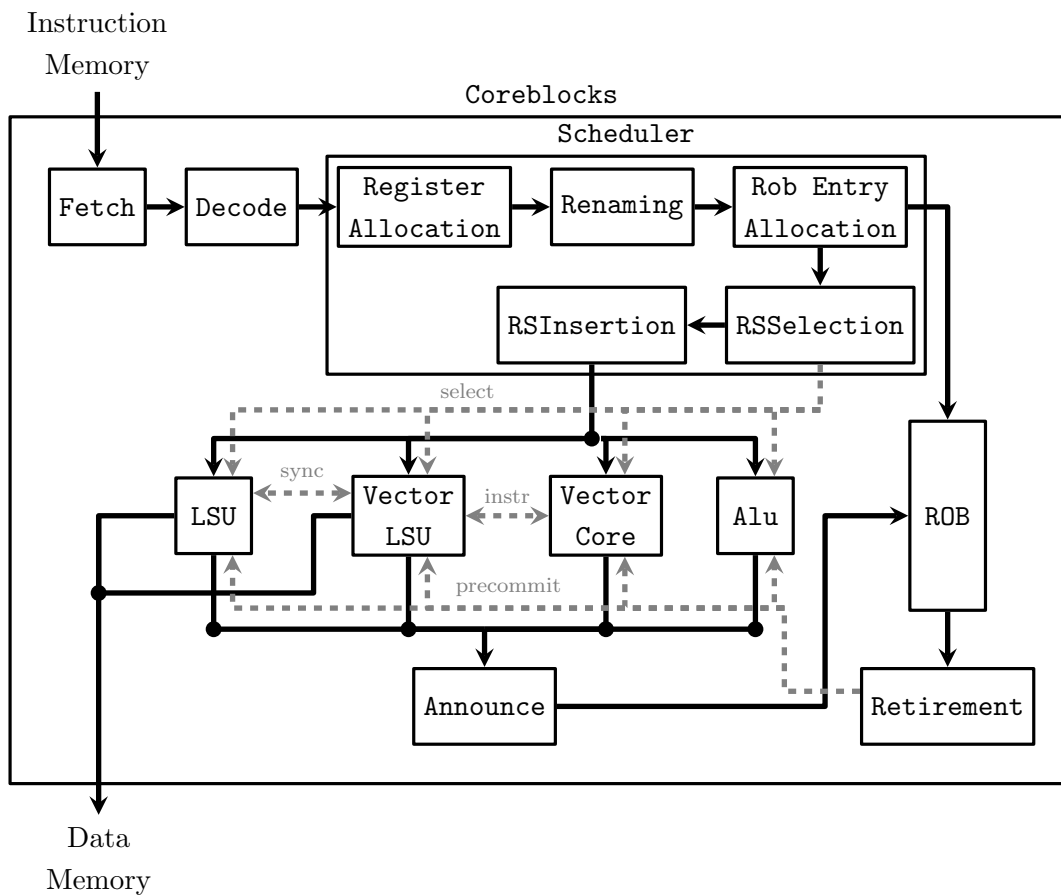 Instruction
Memory
Coreblocks
Scheduler
Fetch
Decode
Register
Allocation
Renaming
Rob Entry
Allocation
RSInsertion
RSSelection
select
LSU
sync
Vector
LSU
instr
Vector
Core
Alu
ROB
precommit
Announce
Retirement
Data
Memory